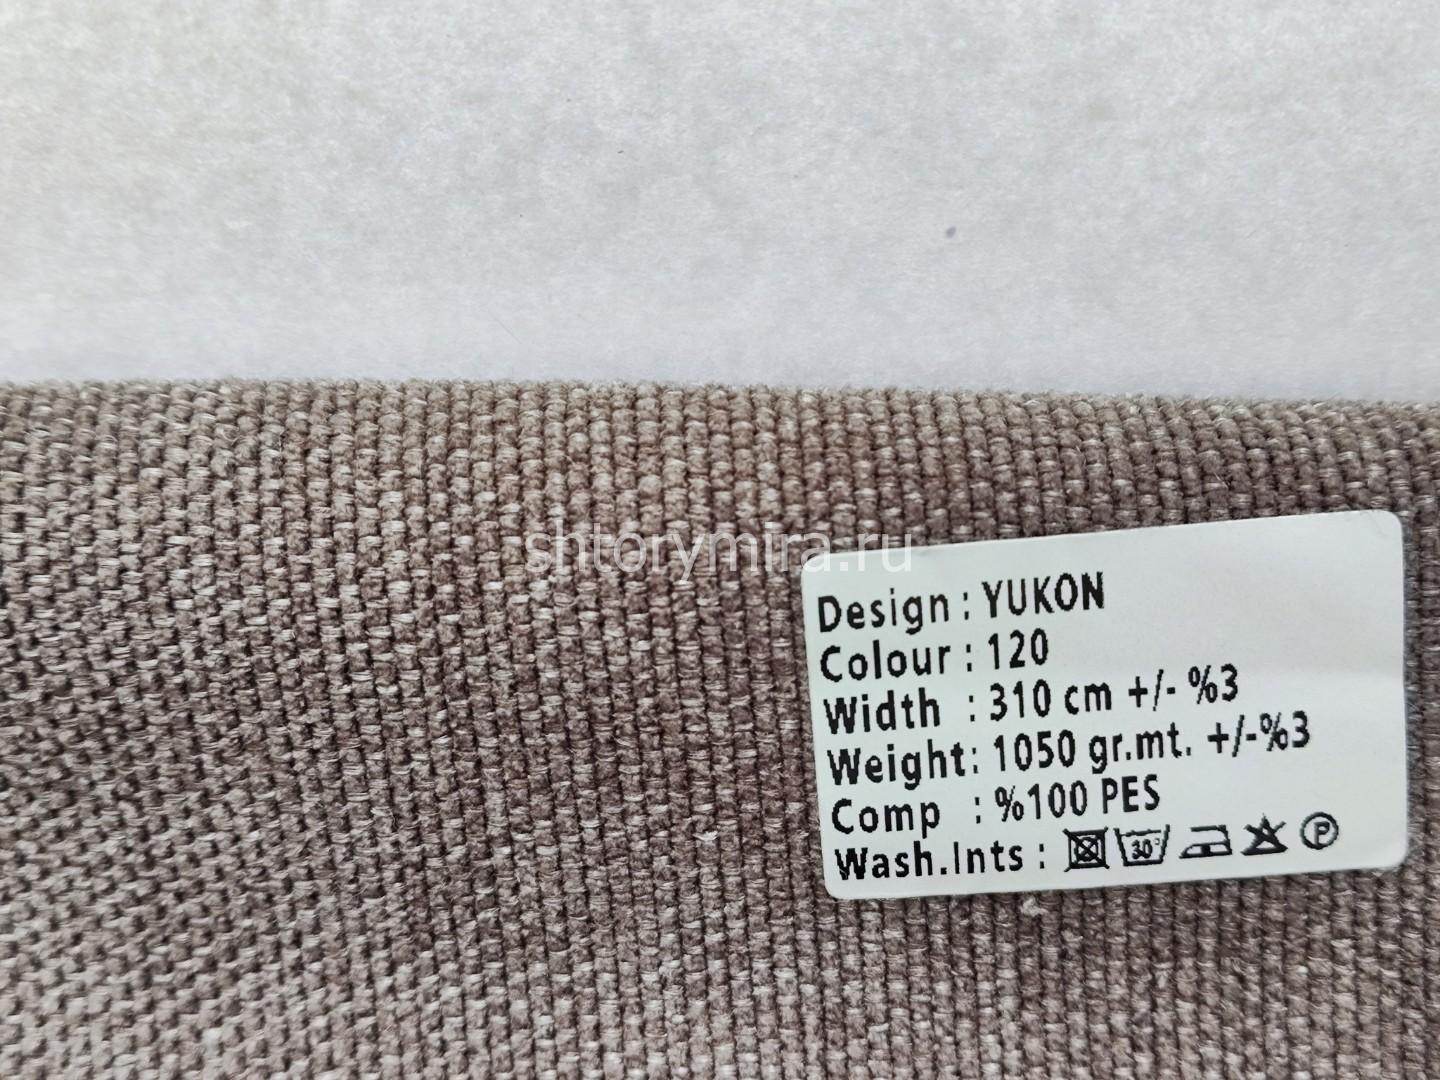 shtorymira.ru
Design : YUKON
Colour : 120
Width : 310 cm +/- %3
Weight: 1050 gr.mt. +/-%3
Comp : %100 PES
Wash.Ints : 30° P